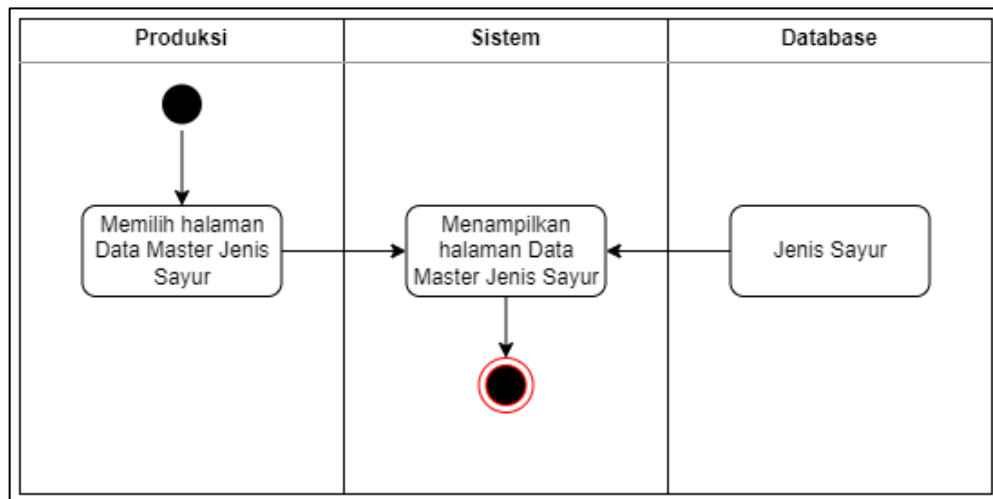 Produksi
Sistem
Database
Memilih halaman
Data Master Jenis
Sayur
Menampilkan
halaman Data
Master Jenis Sayur
Jenis Sayur